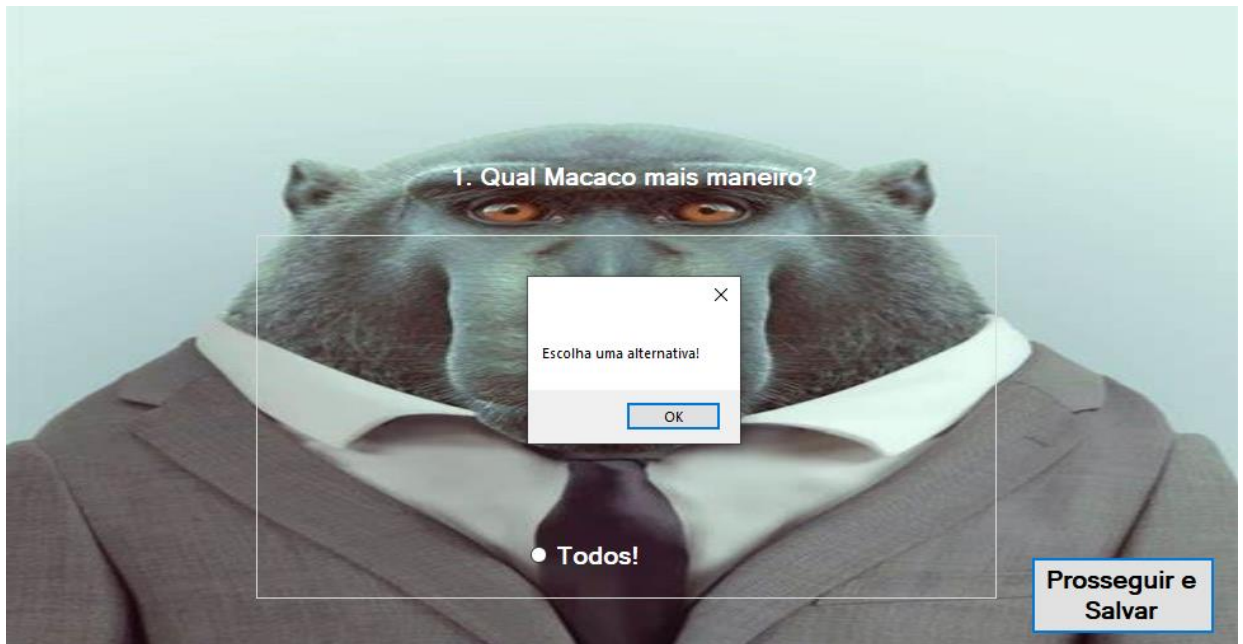 1. Qual Macaco mais maneiro?
Escolha uma alternativa!
OK
Todos!
Prosseguir e
Salvar